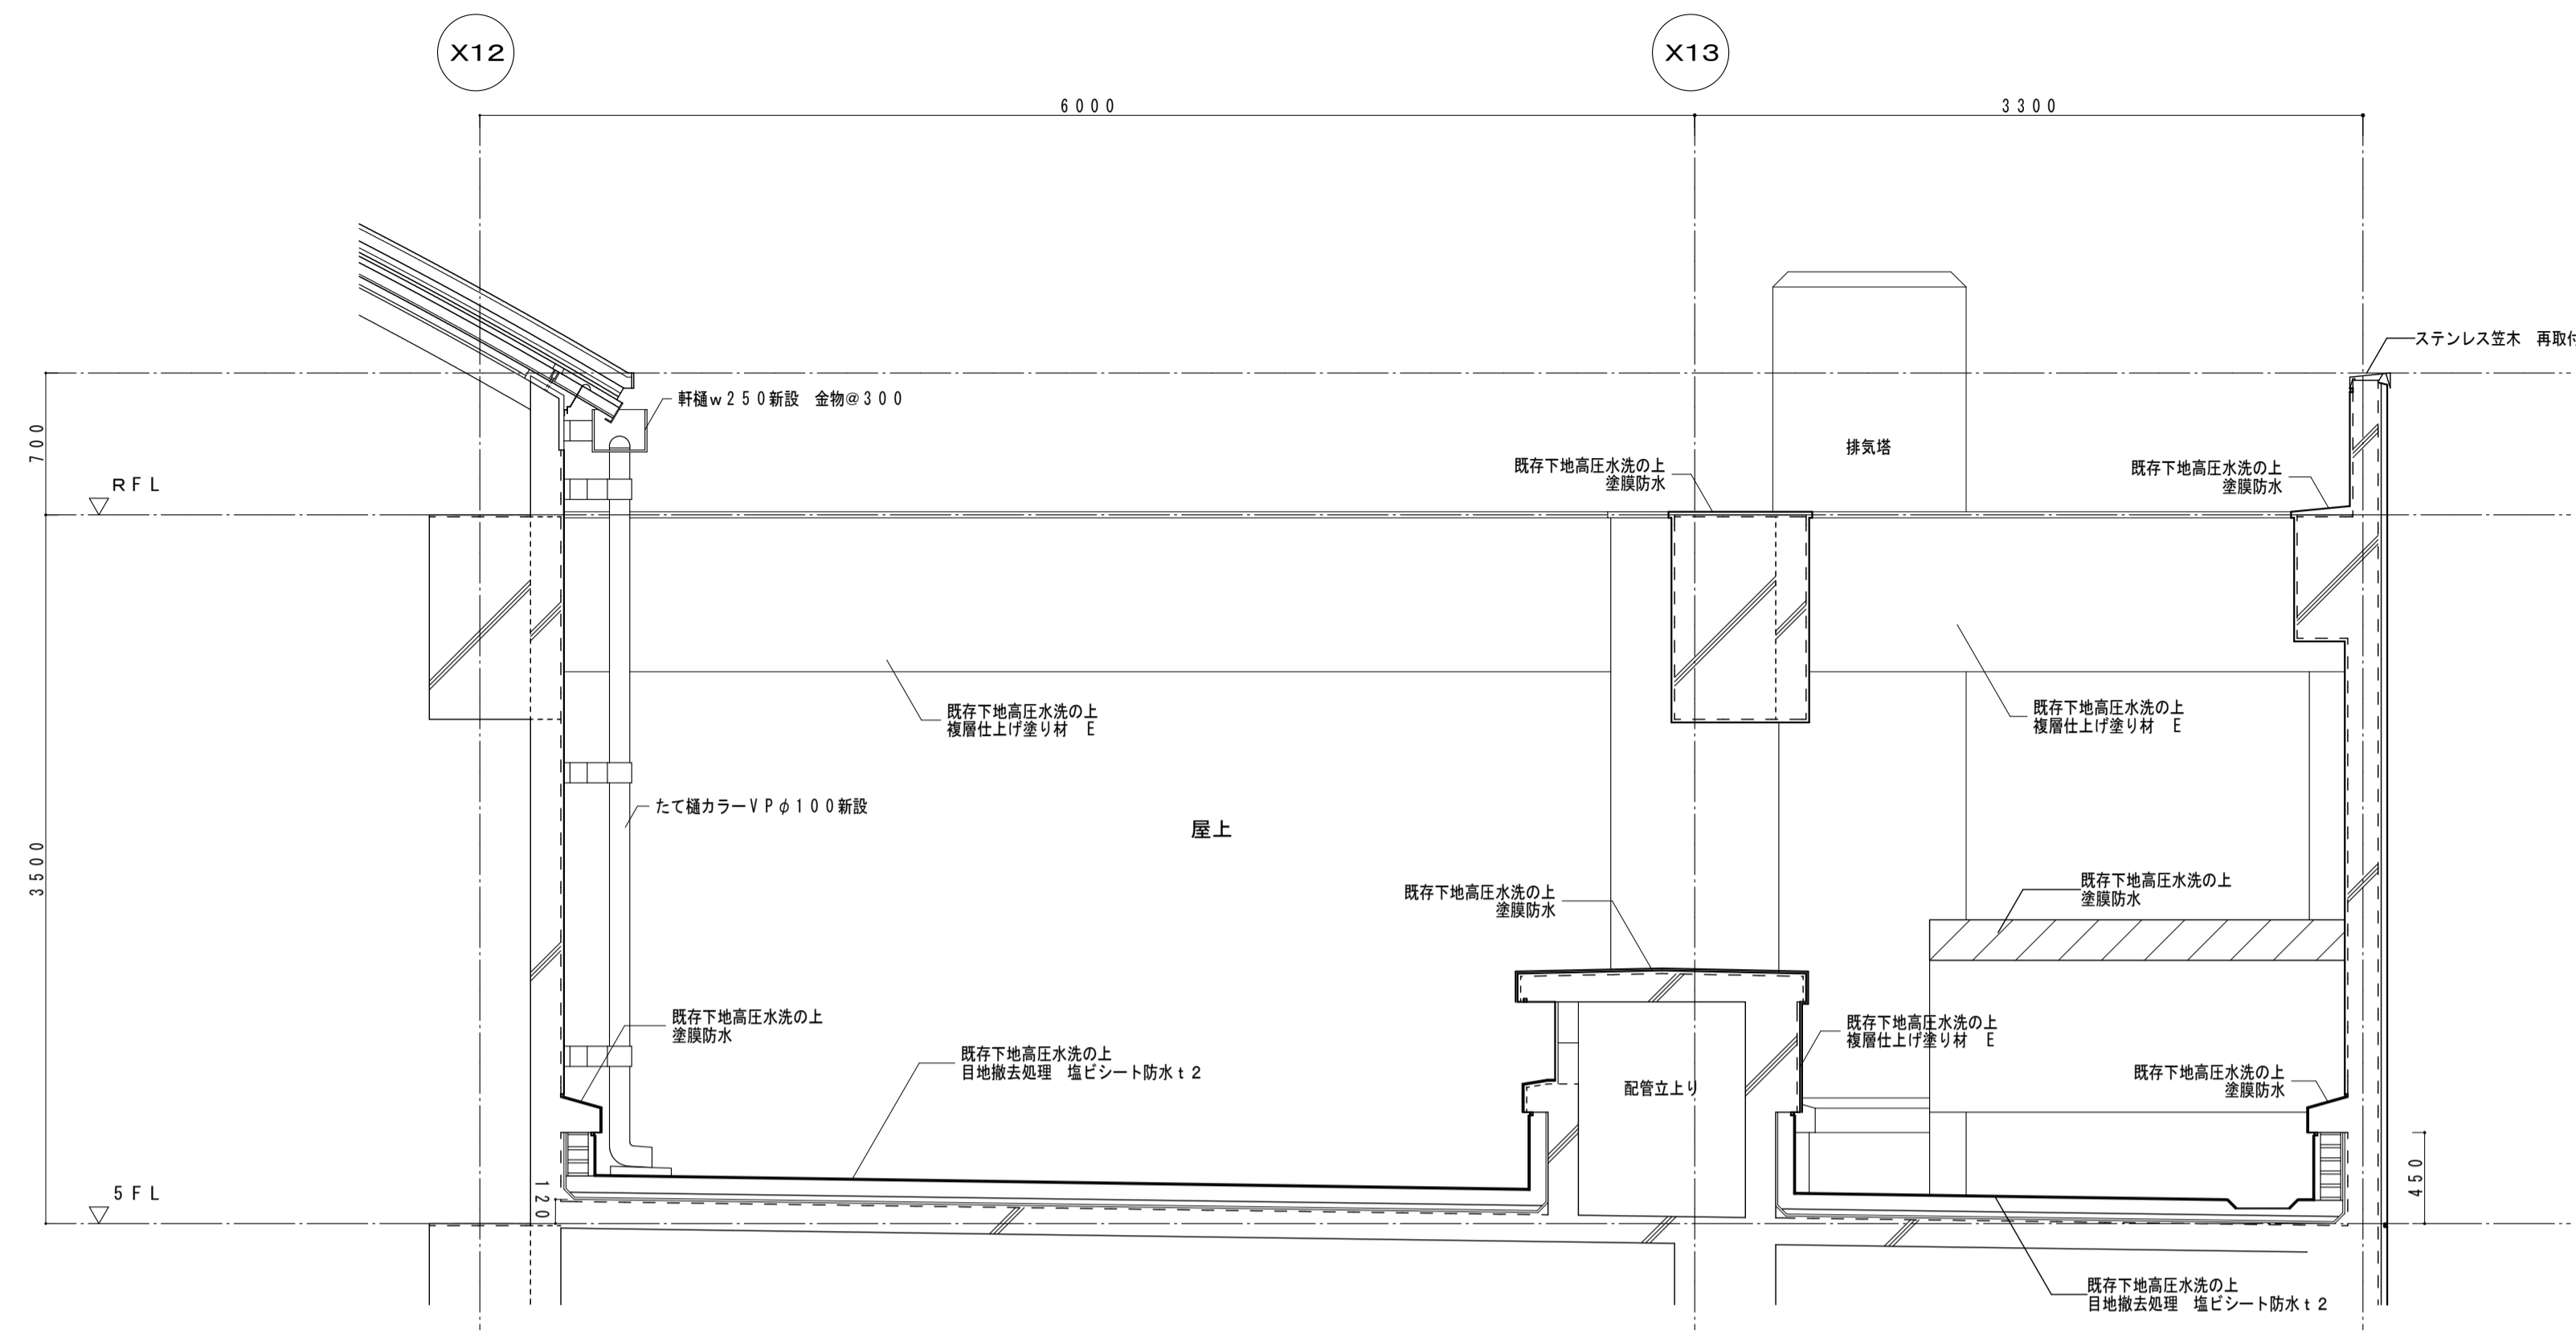 X12
X13
6000
3300
ステンレス笠木　再取付
軒樋ｗ２５０新設　金物＠３００
700
排気塔
既存下地高圧水洗の上
塗膜防水
既存下地高圧水洗の上
塗膜防水
ＲＦＬ
既存下地高圧水洗の上
複層仕上げ塗り材　Ｅ
既存下地高圧水洗の上
複層仕上げ塗り材　Ｅ
たて樋カラーＶＰφ１００新設
屋上
3500
既存下地高圧水洗の上
塗膜防水
既存下地高圧水洗の上
塗膜防水
既存下地高圧水洗の上
塗膜防水
既存下地高圧水洗の上
目地撤去処理　塩ビシート防水ｔ２
既存下地高圧水洗の上
複層仕上げ塗り材　Ｅ
配管立上り
既存下地高圧水洗の上
塗膜防水
５ＦＬ
120
450
既存下地高圧水洗の上
目地撤去処理　塩ビシート防水ｔ２